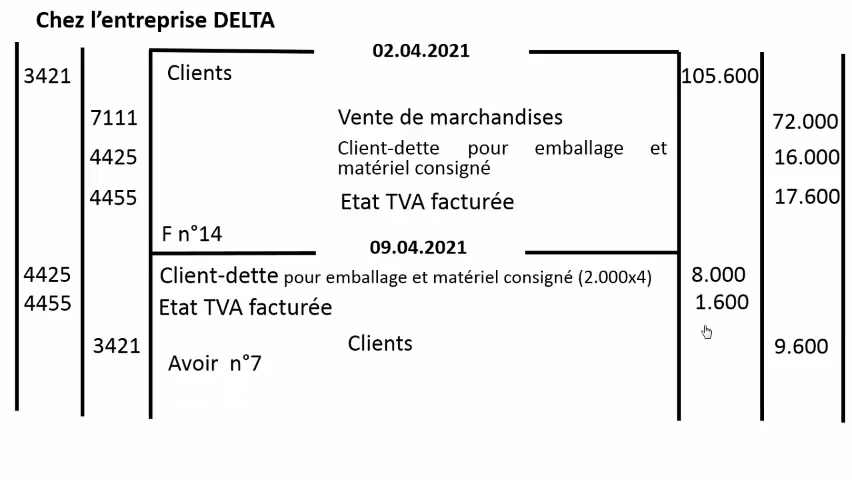 Chez l’entreprise DELTA
02.04.2021
3421 Clients 105.600
7111 Vente de marchandises 72.000
4425 Client-dette pour emballage et 16.000
matériel consigné
4455 Etat TVA facturée 17.600
F n°14
09.04.2021
4425 Client-dette pour emballage et matériel consigné (2.000x4) 8.000
4455 Etat TVA facturée 1.600
3421 Clients 9.600
Avoir n°7